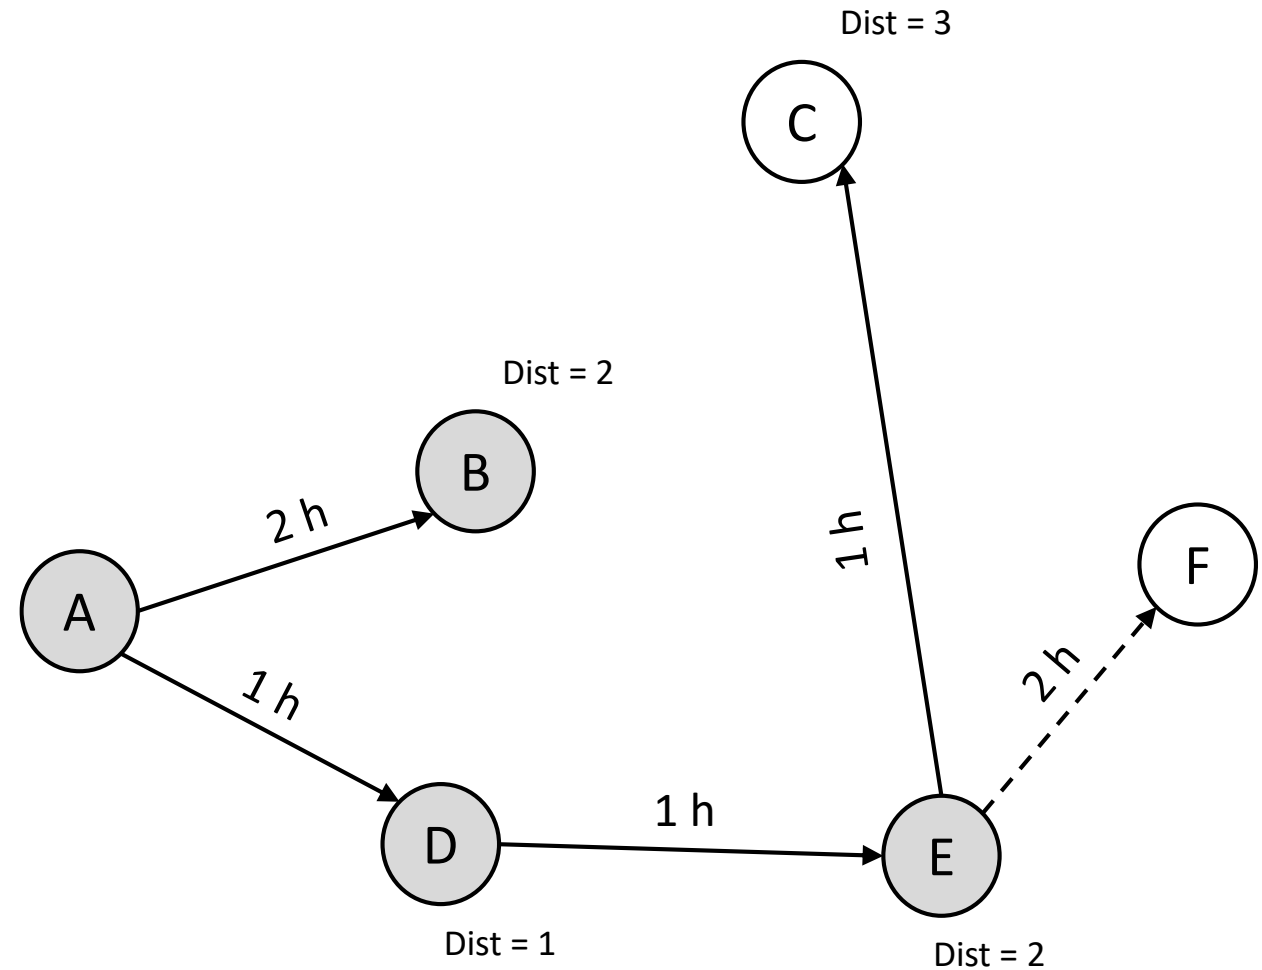 Dist = 3
C
Dist = 2
B
2 h
1 h
F
A
2 h
1 h
1 h
D
E
Dist = 1
Dist = 2